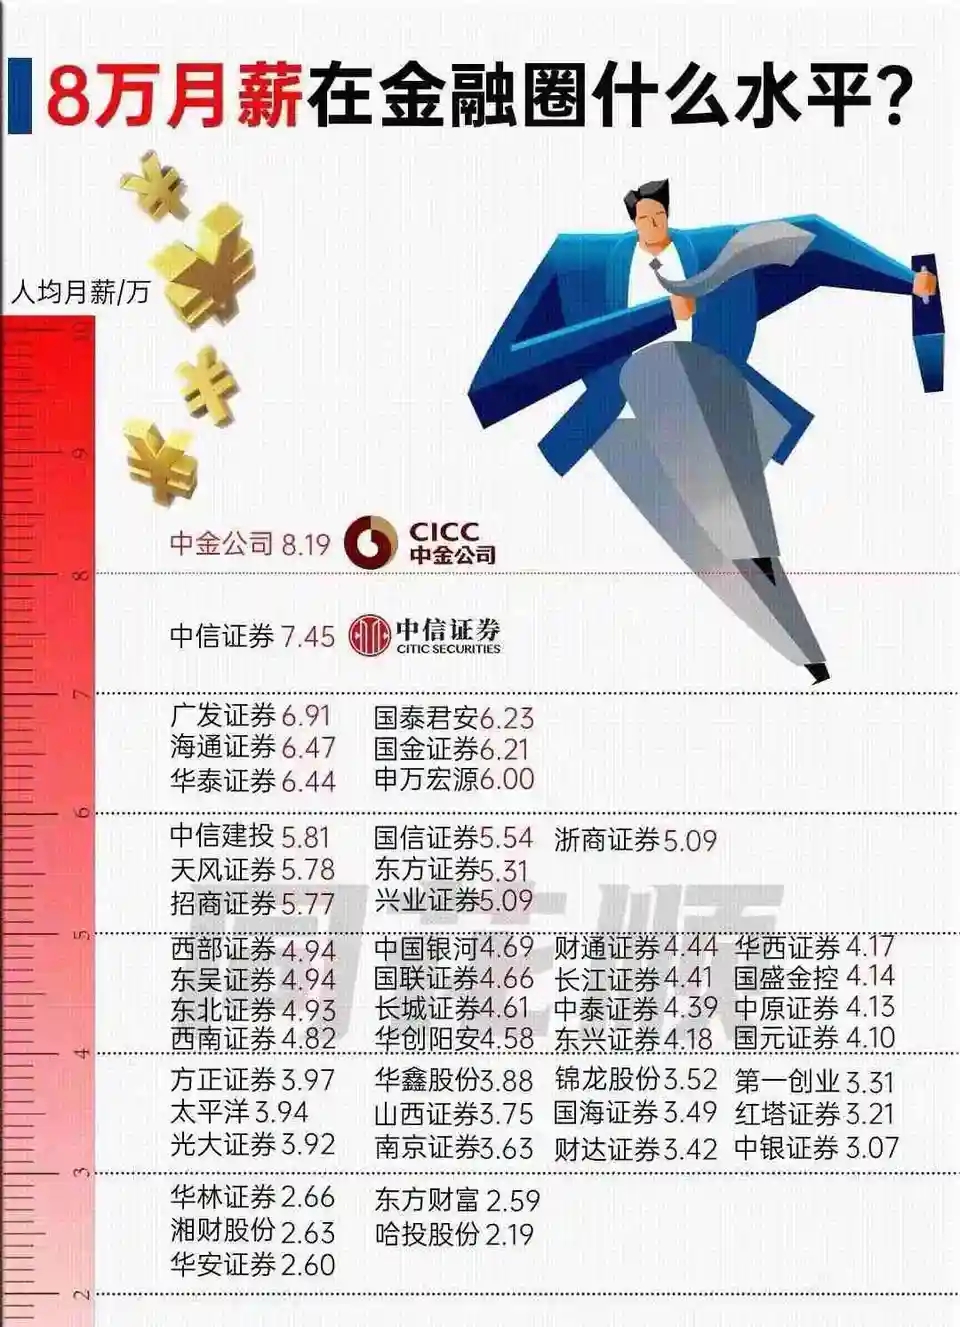 8万月薪在金融圈什么水平?
人均月薪/万
10
9
中金公司 8.19 CICC 中金公司
8
中信证券 7.45 中信证券 CITIC SECURITIES
7
广发证券 6.91 国泰君安 6.23
海通证券 6.47 国金证券 6.21
华泰证券 6.44 申万宏源 6.00
6
中信建投 5.81 国信证券 5.54 浙商证券 5.09
天风证券 5.78 东方证券 5.31
招商证券 5.77 兴业证券 5.09
同花顺
5
西部证券 4.94 中国银河 4.69 财通证券 4.44 华西证券 4.17
东吴证券 4.94 国联证券 4.66 长江证券 4.41 国盛金控 4.14
东北证券 4.93 长城证券 4.61 中泰证券 4.39 中原证券 4.13
西南证券 4.82 华创阳安 4.58 东兴证券 4.18 国元证券 4.10
4
方正证券 3.97 华鑫股份 3.88 锦龙股份 3.52 第一创业 3.31
太平洋 3.94 山西证券 3.75 国海证券 3.49 红塔证券 3.21
光大证券 3.92 南京证券 3.63 财达证券 3.42 中银证券 3.07
3
华林证券 2.66 东方财富 2.59
湘财股份 2.63 哈投股份 2.19
华安证券 2.60
2